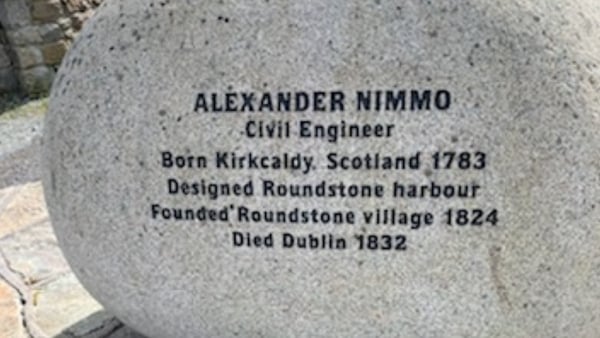 ALEXANDER NIMMO
Civil Engineer
Born Kirkcaldy, Scotland 1783
Designed Roundstone harbour
Founded Roundstone village 1824
Died Dublin 1832